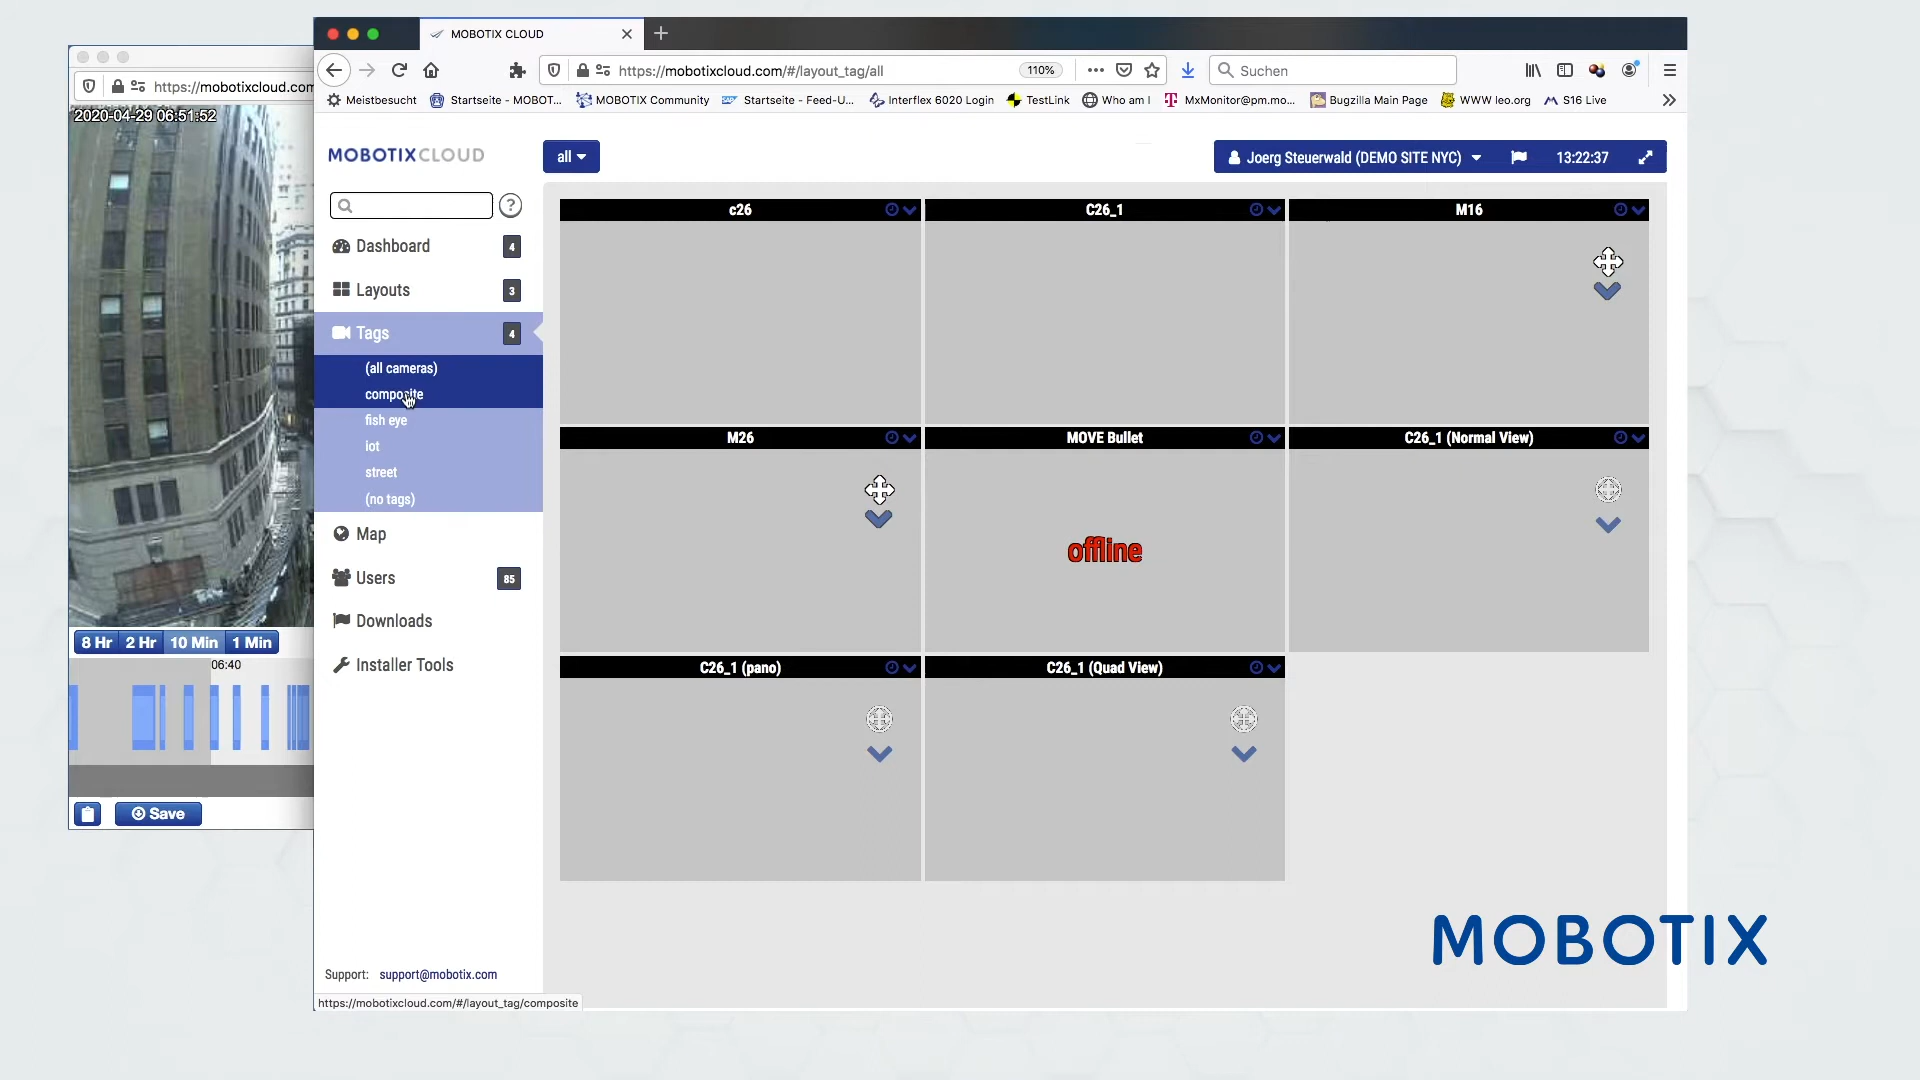 MOBOTIX CLOUD
https://mobotixcloud.com/#/layout_tag/all
110%
Suchen
Meistbesucht
Startseite - MOBOT...
MOBOTIX Community
Startseite - Feed-U...
Interflex 6020 Login
TestLink
Who am I
MxMonitor@pm.mo...
Bugzilla Main Page
WWW leo.org
S16 Live
https://mobotixcloud.com
2020-04-29 06:51:52
8 Hr
2 Hr
10 Min
1 Min
06:40
Save
MOBOTIXCLOUD
all
Joerg Steuerwald (DEMO SITE NYC)
13:22:37
?
Dashboard 4
Layouts 3
Tags 4
(all cameras)
composite
fish eye
iot
street
(no tags)
Map
Users 85
Downloads
Installer Tools
Support: support@mobotix.com
https://mobotixcloud.com/#/layout_tag/composite
c26
C26_1
M16
M26
MOVE Bullet
C26_1 (Normal View)
offline
C26_1 (pano)
C26_1 (Quad View)
MOBOTIX